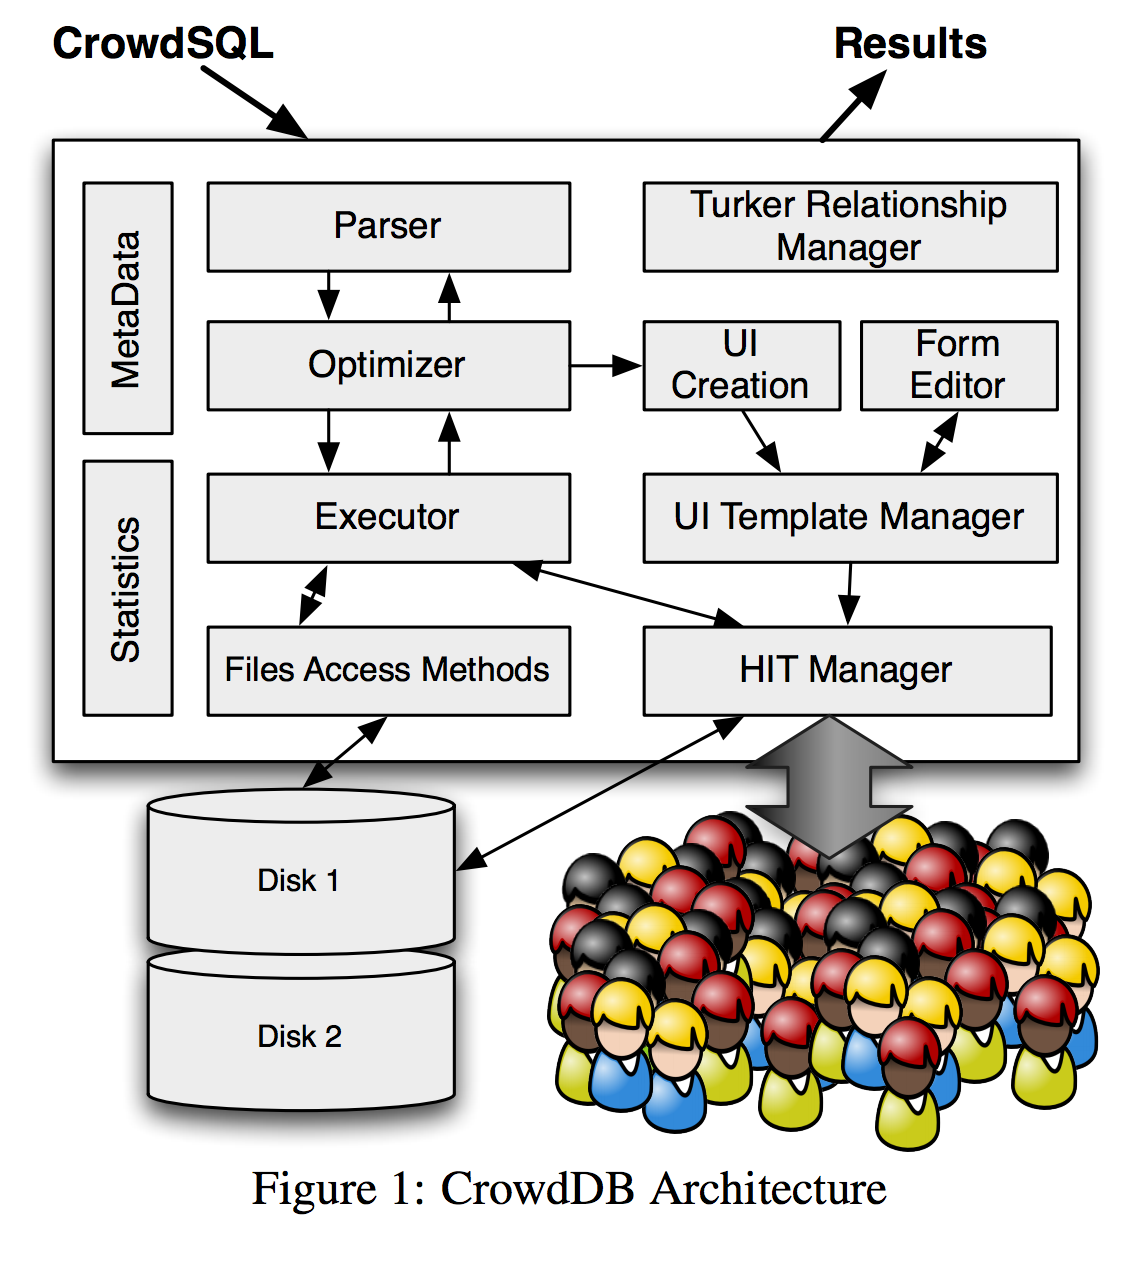 CrowdSQL
Results
MetaData
Statistics
Parser
Optimizer
Executor
Files Access Methods
Turker Relationship
Manager
UI
Creation
Form
Editor
UI Template Manager
HIT Manager
Disk 1
Disk 2
Figure 1: CrowdDB Architecture